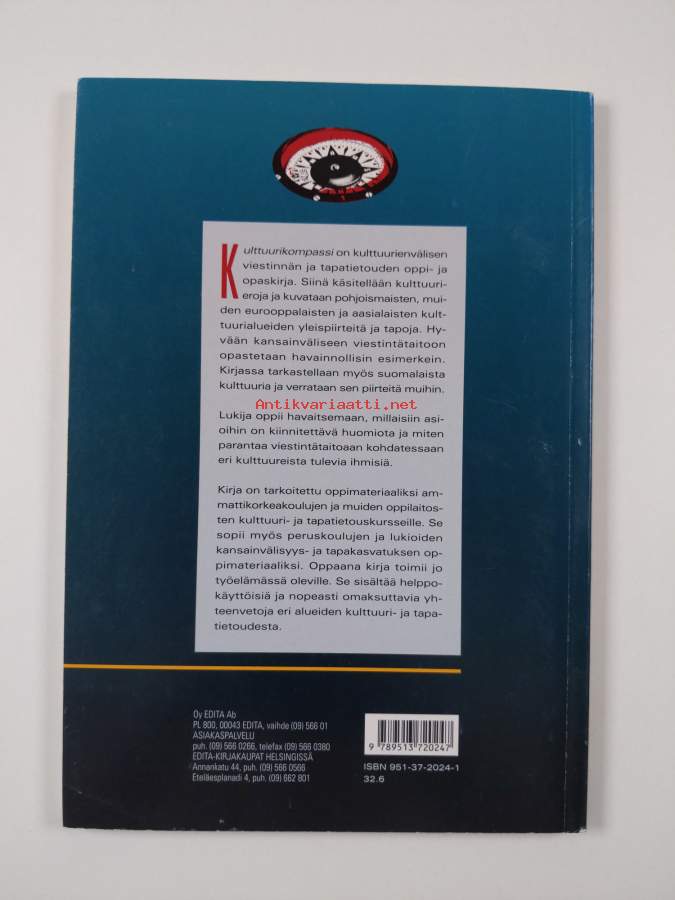 Kulttuurikompassi on kulttuurienvälisen
viestinnän ja tapatietouden oppi- ja
opaskirja. Siinä käsitellään kulttuuri-
eroja ja kuvataan pohjoismaisten, mui-
den eurooppalaisten ja aasialaisten kult-
tuurialueiden yleispiirteitä ja tapoja. Hy-
vään kansainväliseen viestintätaitoon
opastetaan havainnollisin esimerkein.
Kirjassa tarkastellaan myös suomalaista
kulttuuria ja verrataan sen piirteitä muihin.
Antikvariaatti.net
Lukija oppii havaitsemaan, millaisiin asi-
oihin on kiinnitettävä huomiota ja miten
parantaa viestintätaitoaan kohdatessaan
eri kulttuureista tulevia ihmisiä.
Kirja on tarkoitettu oppimateriaaliksi am-
mattikorkeakoulujen ja muiden oppilaitos-
ten kulttuuri- ja tapatietouskursseille. Se
sopii myös peruskoulujen ja lukioiden
kansainvälisyys- ja tapakasvatuksen op-
pimateriaaliksi. Oppaana kirja toimii jo
työelämässä oleville. Se sisältää helppo-
käyttöisiä ja nopeasti omaksuttavia yh-
teenvetoja eri alueiden kulttuuri- ja tapa-
tietoudesta.
Oy EDITA Ab
PL 800, 00043 EDITA, vaihde (09) 566 01
ASIAKASPALVELU
puh. (09) 566 0266, telefax (09) 566 0380
EDITA-KIRJAKAUPAT HELSINGISSÄ
Annankatu 44, puh. (09) 566 0566
Eteläesplanadi 4, puh. (09) 662 801
9 789513 720247
ISBN 951-37-2024-1
32.6